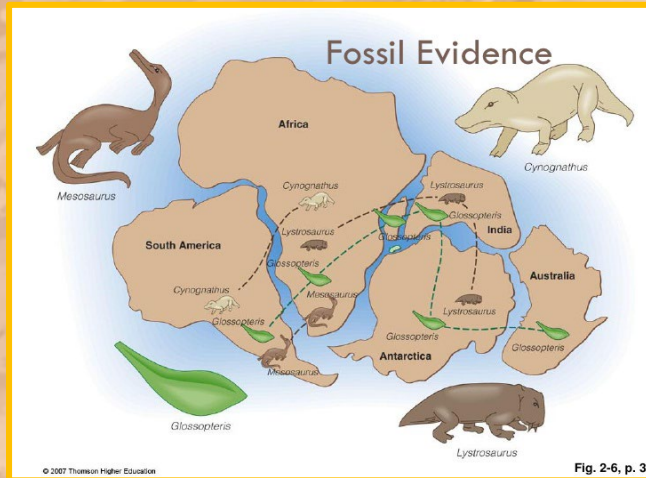 Fossil Evidence
Mesosaurus
Cynognathus
Africa
Cynognathus
Lystrosaurus
Lystrosaurus
Glossopteris
Glossopteris
India
South America
Glossopteris
Australia
Cynognathus
Mesosaurus
Lystrosaurus
Glossopteris
Glossopteris
Glossopteris
Antarctica
Mesosaurus
Glossopteris
Lystrosaurus
© 2007 Thomson Higher Education
Fig. 2-6, p. 3